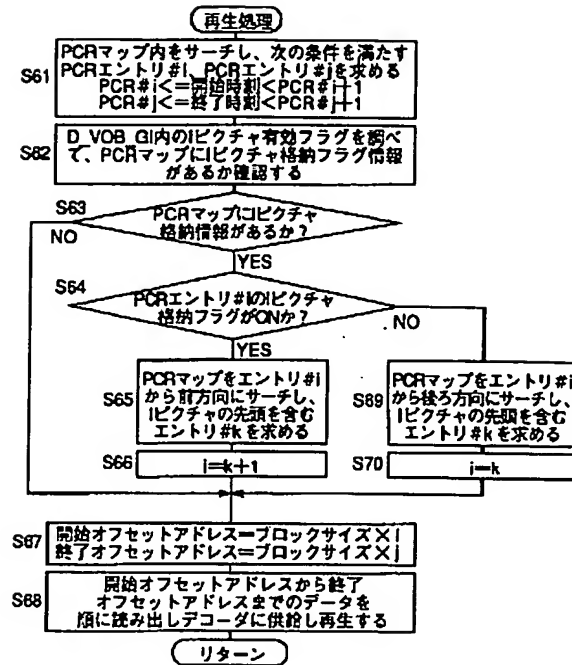 再生処理
S61
PCRマップ内をサーチし、次の条件を満たす
PCRエントリ#i、PCRエントリ#jを求める
PCR#i<=開始時刻<PCR#i+1
PCR#j<=終了時刻<PCR#j+1
S62
D_VOB_GI内のIピクチャ有効フラグを調べ
て、PCRマップにIピクチャ格納フラグ情報
があるか確認する
S63
PCRマップにIピクチャ
格納情報があるか?
NO
YES
S64
PCRエントリ#iのIピクチャ
格納フラグがONか?
NO
YES
S65
PCRマップをエントリ#i
から前方向にサーチし、
Iピクチャの先頭を含む
エントリ#kを求める
S69
PCRマップをエントリ#i
から後ろ方向にサーチし、
Iピクチャの先頭を含む
エントリ#kを求める
S66
i=k+1
S70
i=k
S67
開始オフセットアドレス=ブロックサイズ×i
終了オフセットアドレス=ブロックサイズ×j
S68
開始オフセットアドレスから終了
オフセットアドレスまでのデータを
順に読み出しデコーダに供給し再生する
リターン